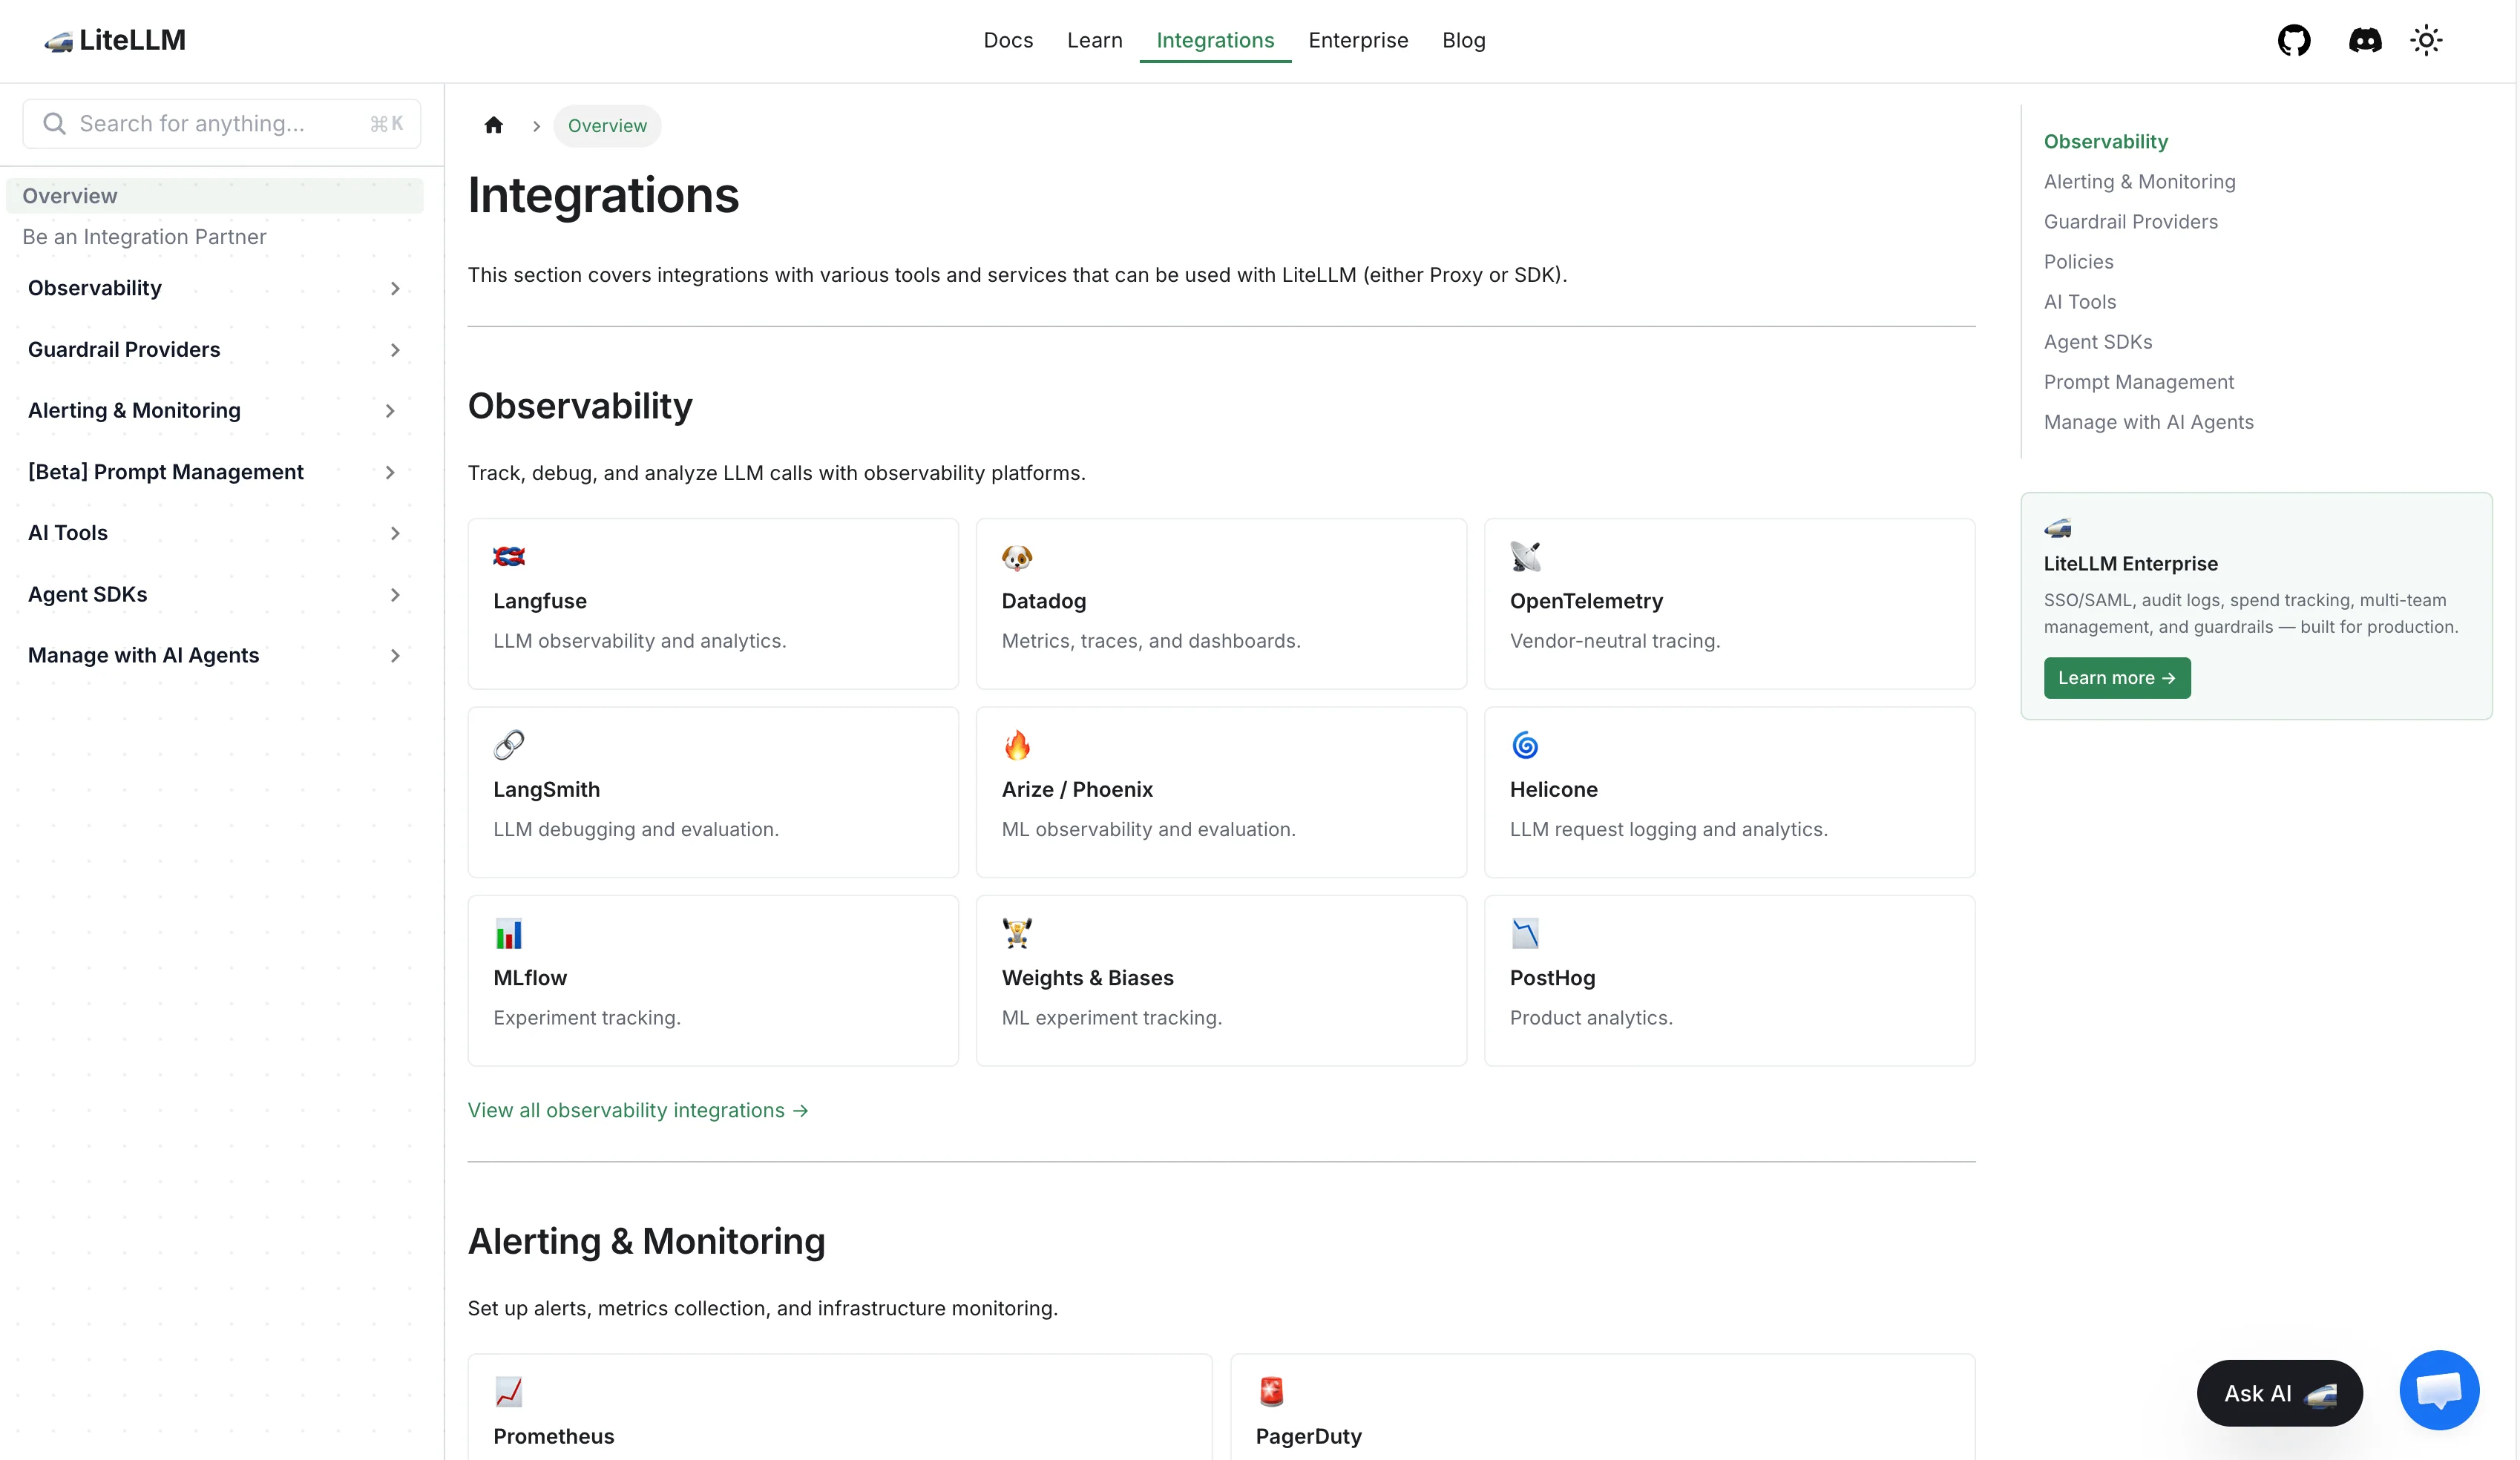 LiteLLM
Docs
Learn
Integrations
Enterprise
Blog
Search for anything...
⌘K
Overview
Be an Integration Partner
Observability
Guardrail Providers
Alerting & Monitoring
[Beta] Prompt Management
AI Tools
Agent SDKs
Manage with AI Agents
Overview
Integrations
This section covers integrations with various tools and services that can be used with LiteLLM (either Proxy or SDK).
Observability
Track, debug, and analyze LLM calls with observability platforms.
Langfuse
LLM observability and analytics.
Datadog
Metrics, traces, and dashboards.
OpenTelemetry
Vendor-neutral tracing.
LangSmith
LLM debugging and evaluation.
Arize / Phoenix
ML observability and evaluation.
Helicone
LLM request logging and analytics.
MLflow
Experiment tracking.
Weights & Biases
ML experiment tracking.
PostHog
Product analytics.
View all observability integrations →
Alerting & Monitoring
Set up alerts, metrics collection, and infrastructure monitoring.
Prometheus
PagerDuty
Observability
Alerting & Monitoring
Guardrail Providers
Policies
AI Tools
Agent SDKs
Prompt Management
Manage with AI Agents
LiteLLM Enterprise
SSO/SAML, audit logs, spend tracking, multi-team
management, and guardrails — built for production.
Learn more →
Ask AI